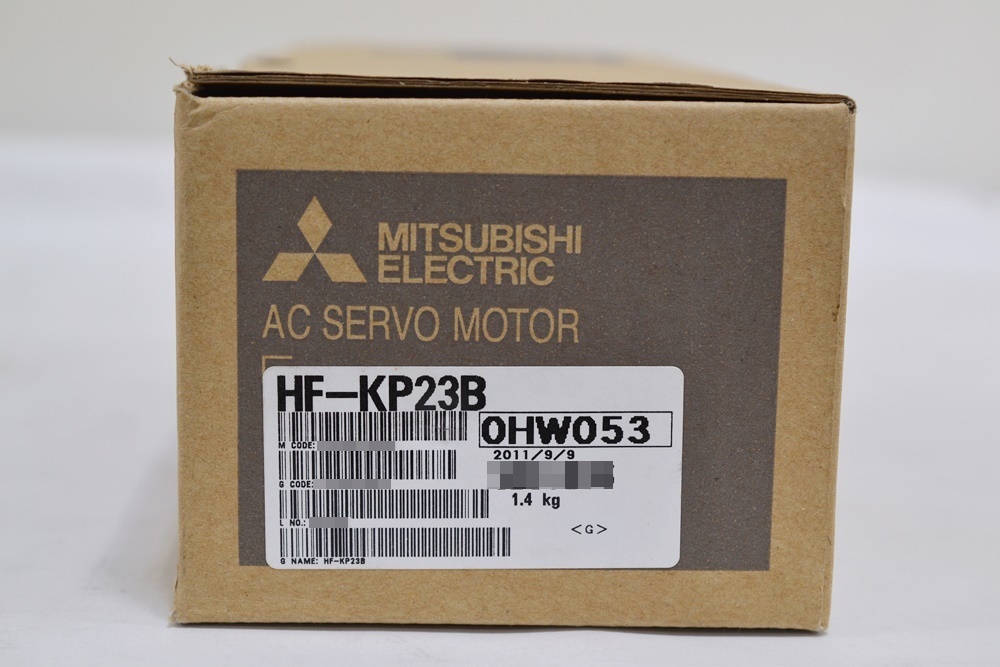 MITSUBISHI
ELECTRIC
AC SERVO MOTOR
HF-KP23B
0HW053
M CODE:
2011/9/9
G CODE:
1.4 kg
L NO.:
<G>
G NAME: HF-KP23B